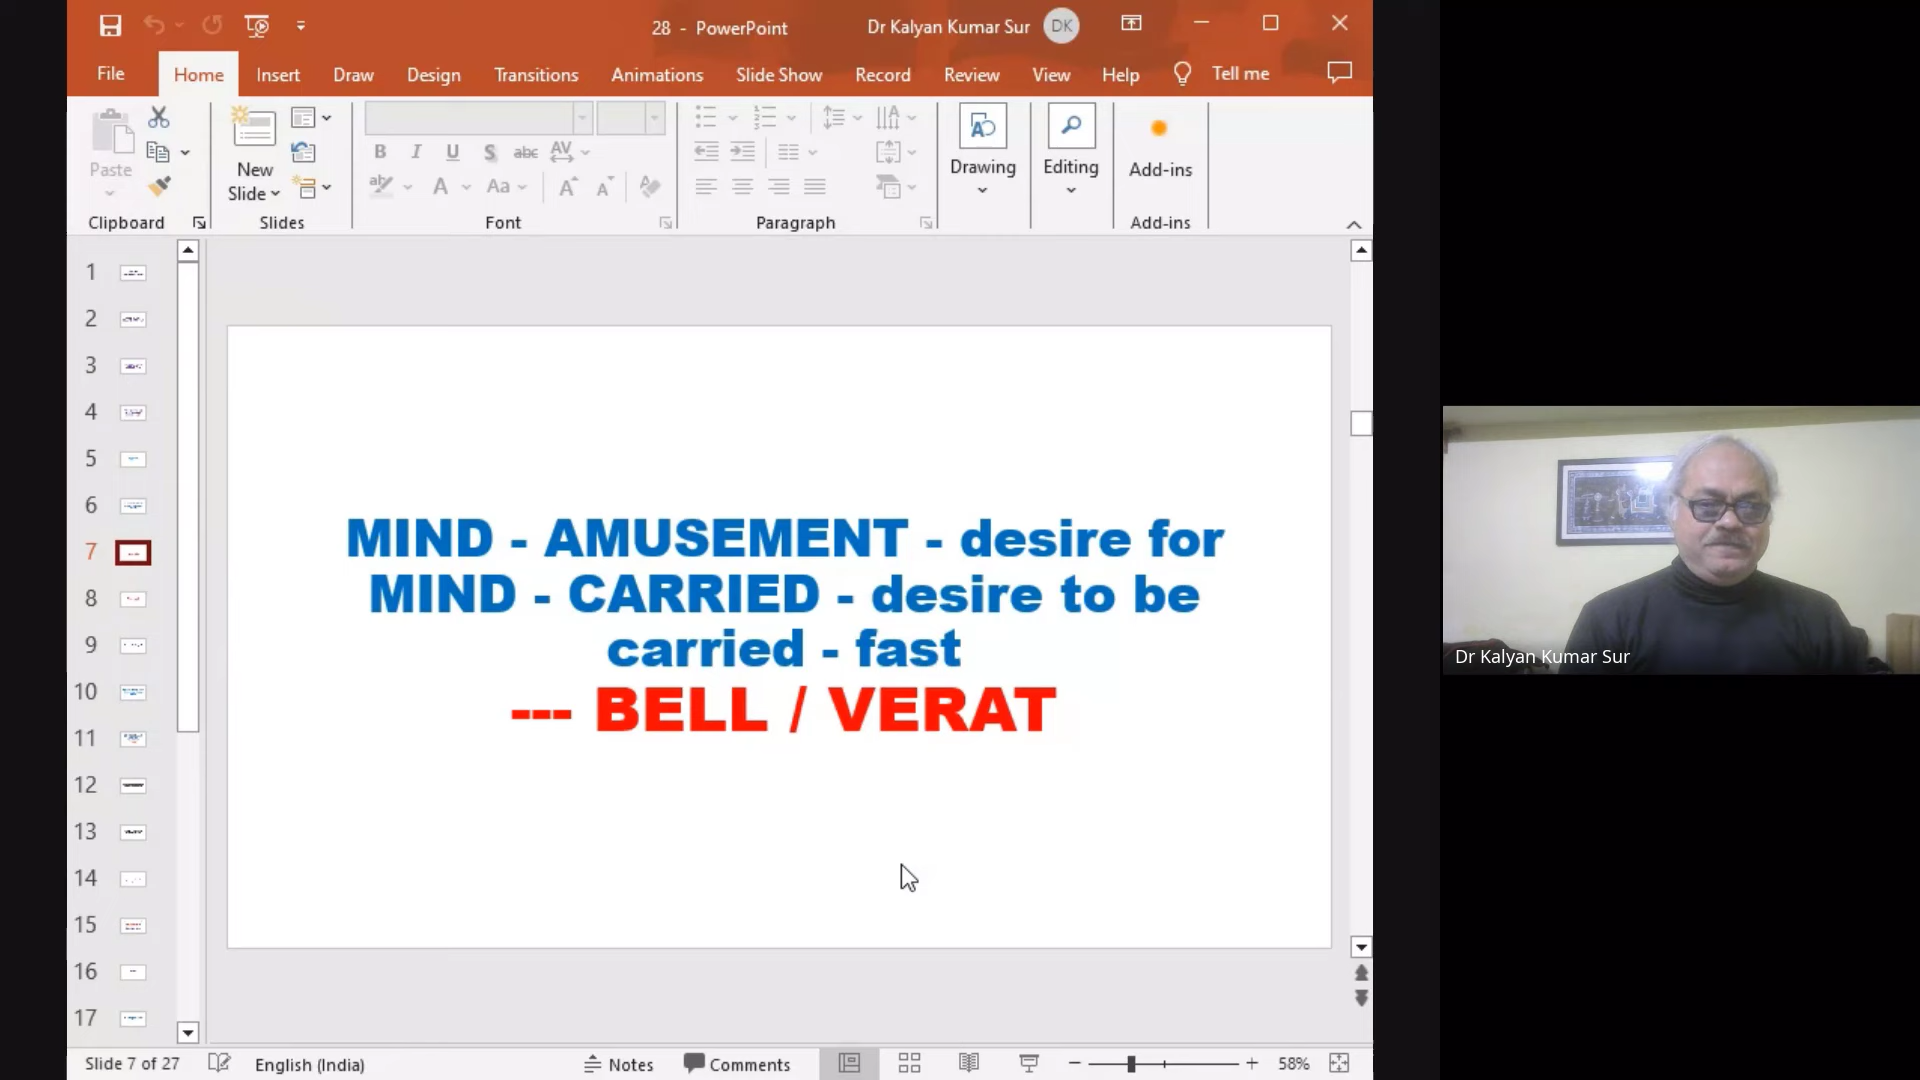 28 - PowerPoint
Dr Kalyan Kumar Sur
DK
File
Home
Insert
Draw
Design
Transitions
Animations
Slide Show
Record
Review
View
Help
Tell me
Paste
New
Slide
B I U S abc AV
A Aa A A
Drawing
Editing
Add-ins
Clipboard
Slides
Font
Paragraph
Add-ins
1
2
3
4
5
6
7
8
9
10
11
12
13
14
15
16
17
MIND - AMUSEMENT - desire for
MIND - CARRIED - desire to be
carried - fast
--- BELL / VERAT
Dr Kalyan Kumar Sur
Slide 7 of 27
English (India)
Notes
Comments
58%